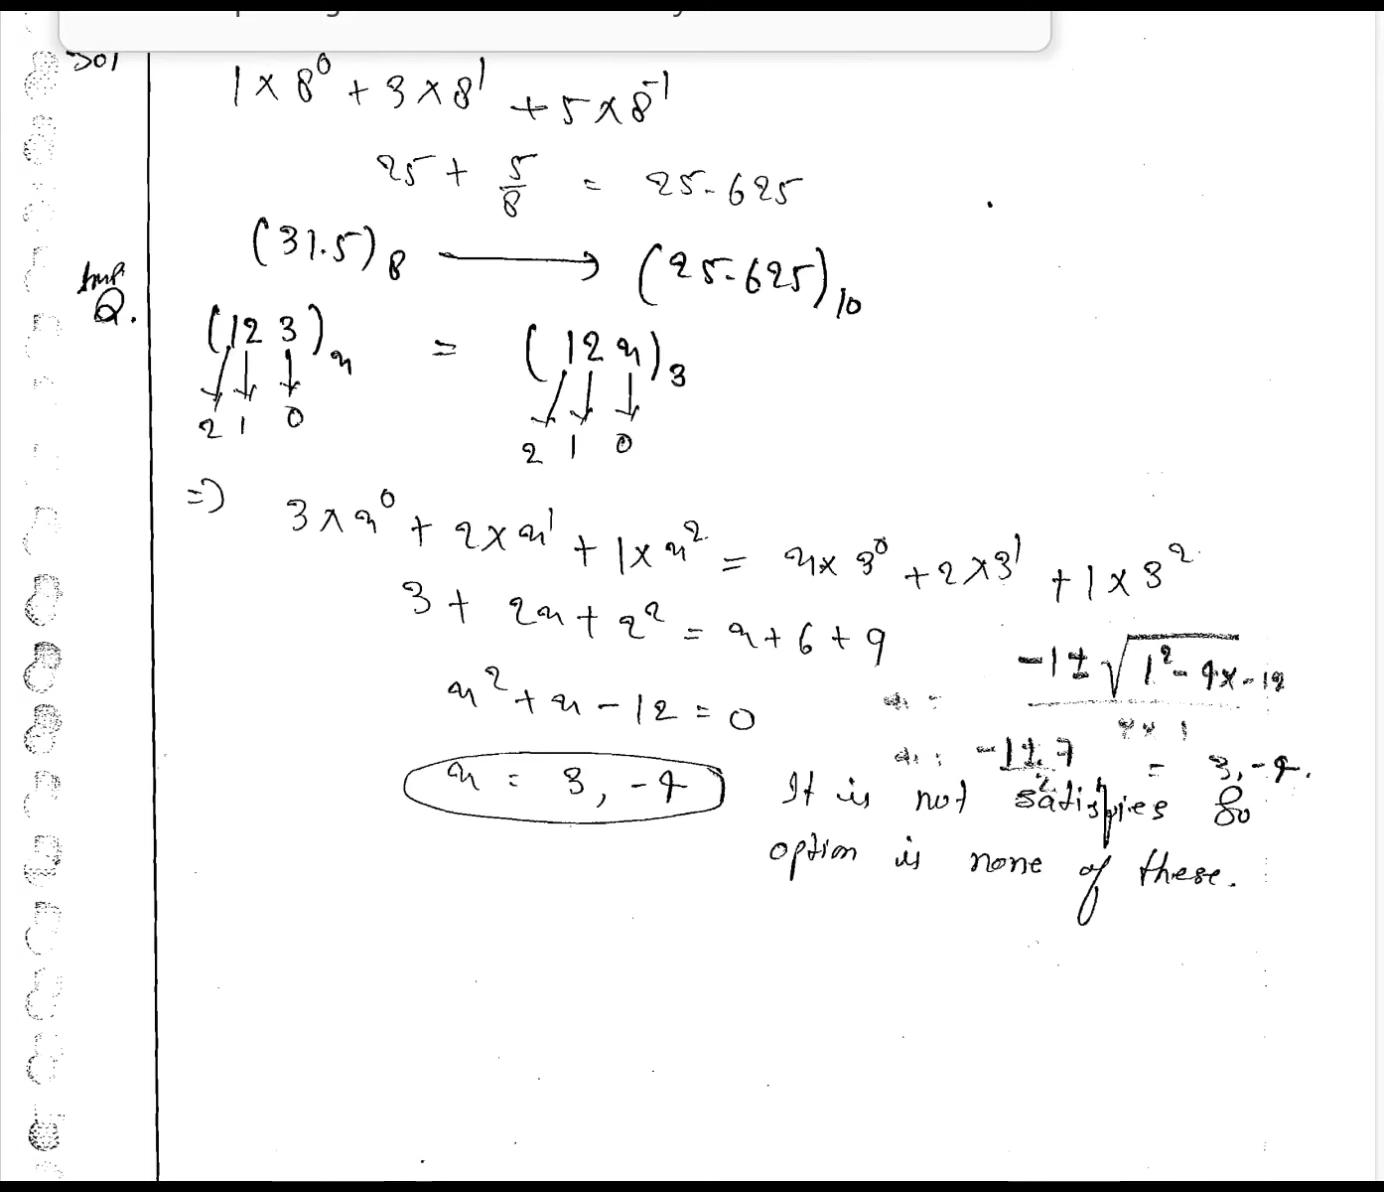 Sol
1 × 8⁰ + 3 × 8¹ + 5 × 8⁻¹
25 + 5/8 = 25.625
(31.5)₈ → (25.625)₁₀
Imp
Q. (123)ₓ = (12x)₃
2 1 0 2 1 0
=> 3 × x⁰ + 2 × x¹ + 1 × x² = x × 3⁰ + 2 × 3¹ + 1 × 3²
3 + 2x + x² = x + 6 + 9
x² + x - 12 = 0
x = 3, -4
x = -1 ± √1² - 4 × -12
= -1 ± 7 / 2 = 3, -4.
It is not satisfies So
option is none of these.